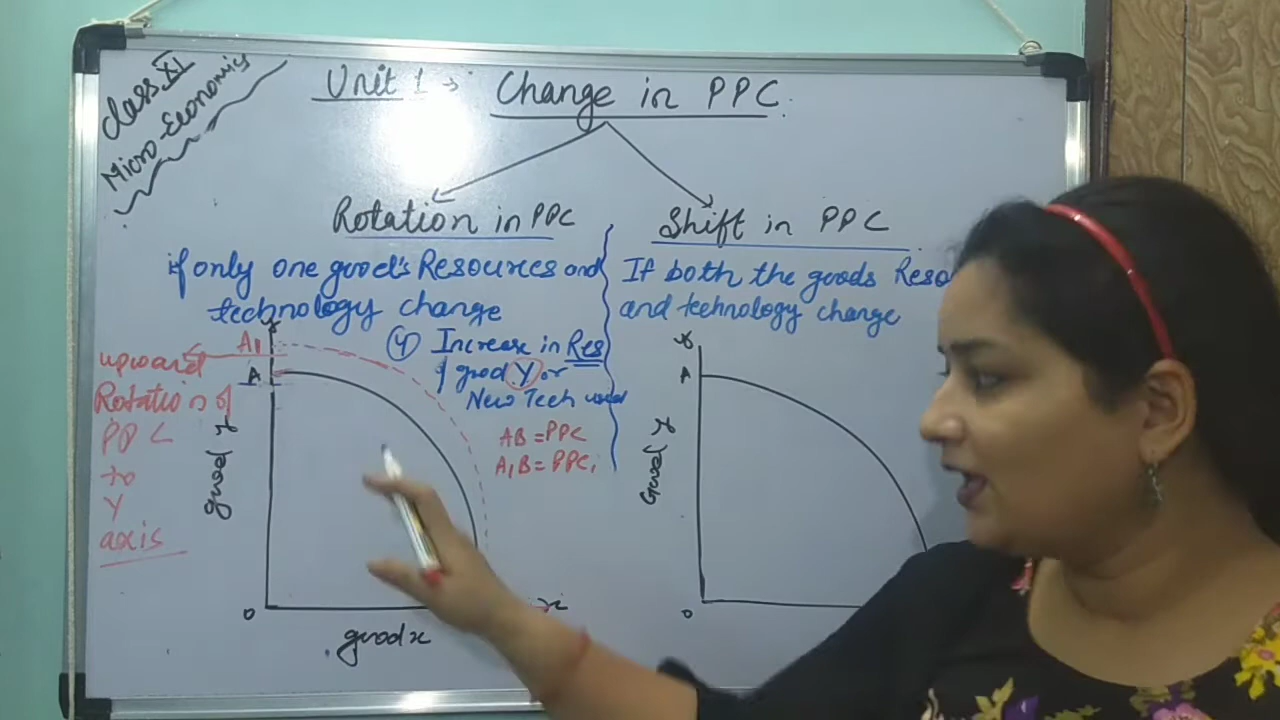 Class XI
Micro-Economics
Unit 1 → Change in PPC.
Rotation in PPC
if only one good's Resources and
technology change
(4) Increase in Res
of good Y or
New Tech used
AB = PPC
A1B = PPC1
upward
Rotation of
PPC
to
Y
axis
Y
A1
A
good Y
O
good x
x
Shift in PPC
If both the goods Reso
and technology change
Y
A
Good Y
O